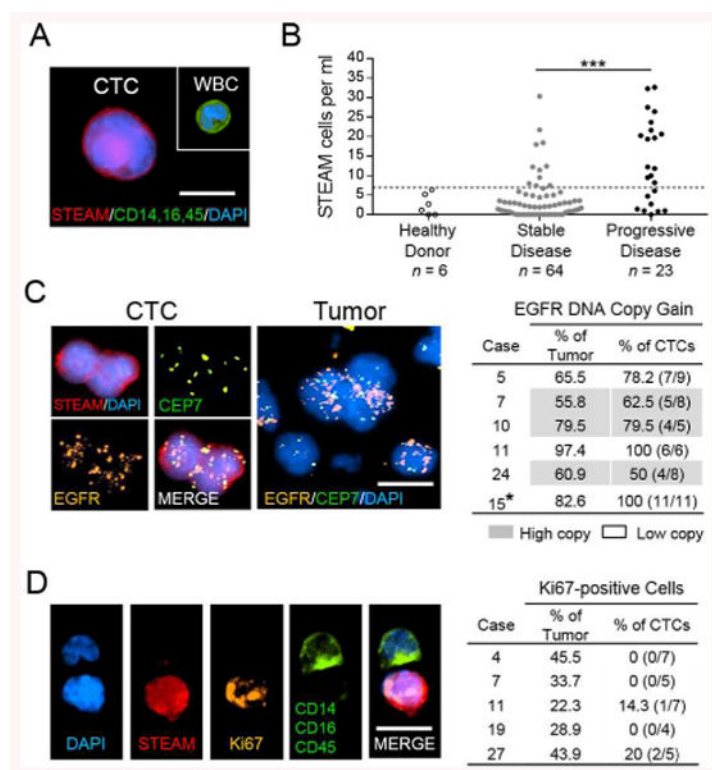 A
CTC
WBC
STEAM/CD14,16,45/DAPI
B
STEAM cells per ml
40
35
30
25
20
15
10
5
0
***
Healthy Donor
n = 6
Stable Disease
n = 64
Progressive Disease
n = 23
C
CTC
Tumor
STEAM/DAPI
CEP7
EGFR
MERGE
EGFR/CEP7/DAPI
EGFR DNA Copy Gain
Case % of Tumor % of CTCs
5 65.5 78.2 (7/9)
7 55.8 62.5 (5/8)
10 79.5 79.5 (4/5)
11 97.4 100 (6/6)
24 60.9 50 (4/8)
15* 82.6 100 (11/11)
High copy Low copy
D
DAPI
STEAM
Ki67
CD14
CD16
CD45
MERGE
Ki67-positive Cells
Case % of Tumor % of CTCs
4 45.5 0 (0/7)
7 33.7 0 (0/5)
11 22.3 14.3 (1/7)
19 28.9 0 (0/4)
27 43.9 20 (2/5)